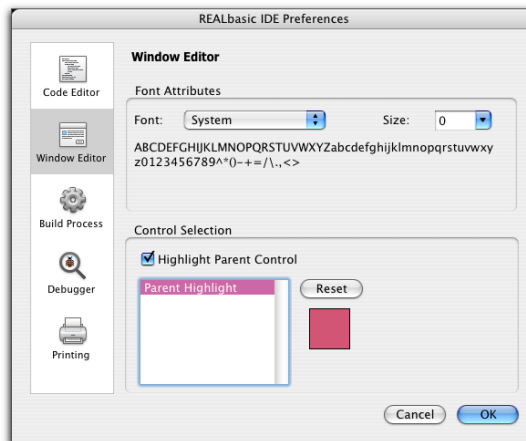 REALbasic IDE Preferences
Code Editor
Window Editor
Build Process
Debugger
Printing
Window Editor
Font Attributes
Font: System Size: 0
ABCDEFGHIJKLMNOPQRSTUVWXYZabcdefghijklmnopqrstuvwxy
z0123456789^*()-+=/\.,<>
Control Selection
Highlight Parent Control
Parent Highlight
Reset
Cancel OK